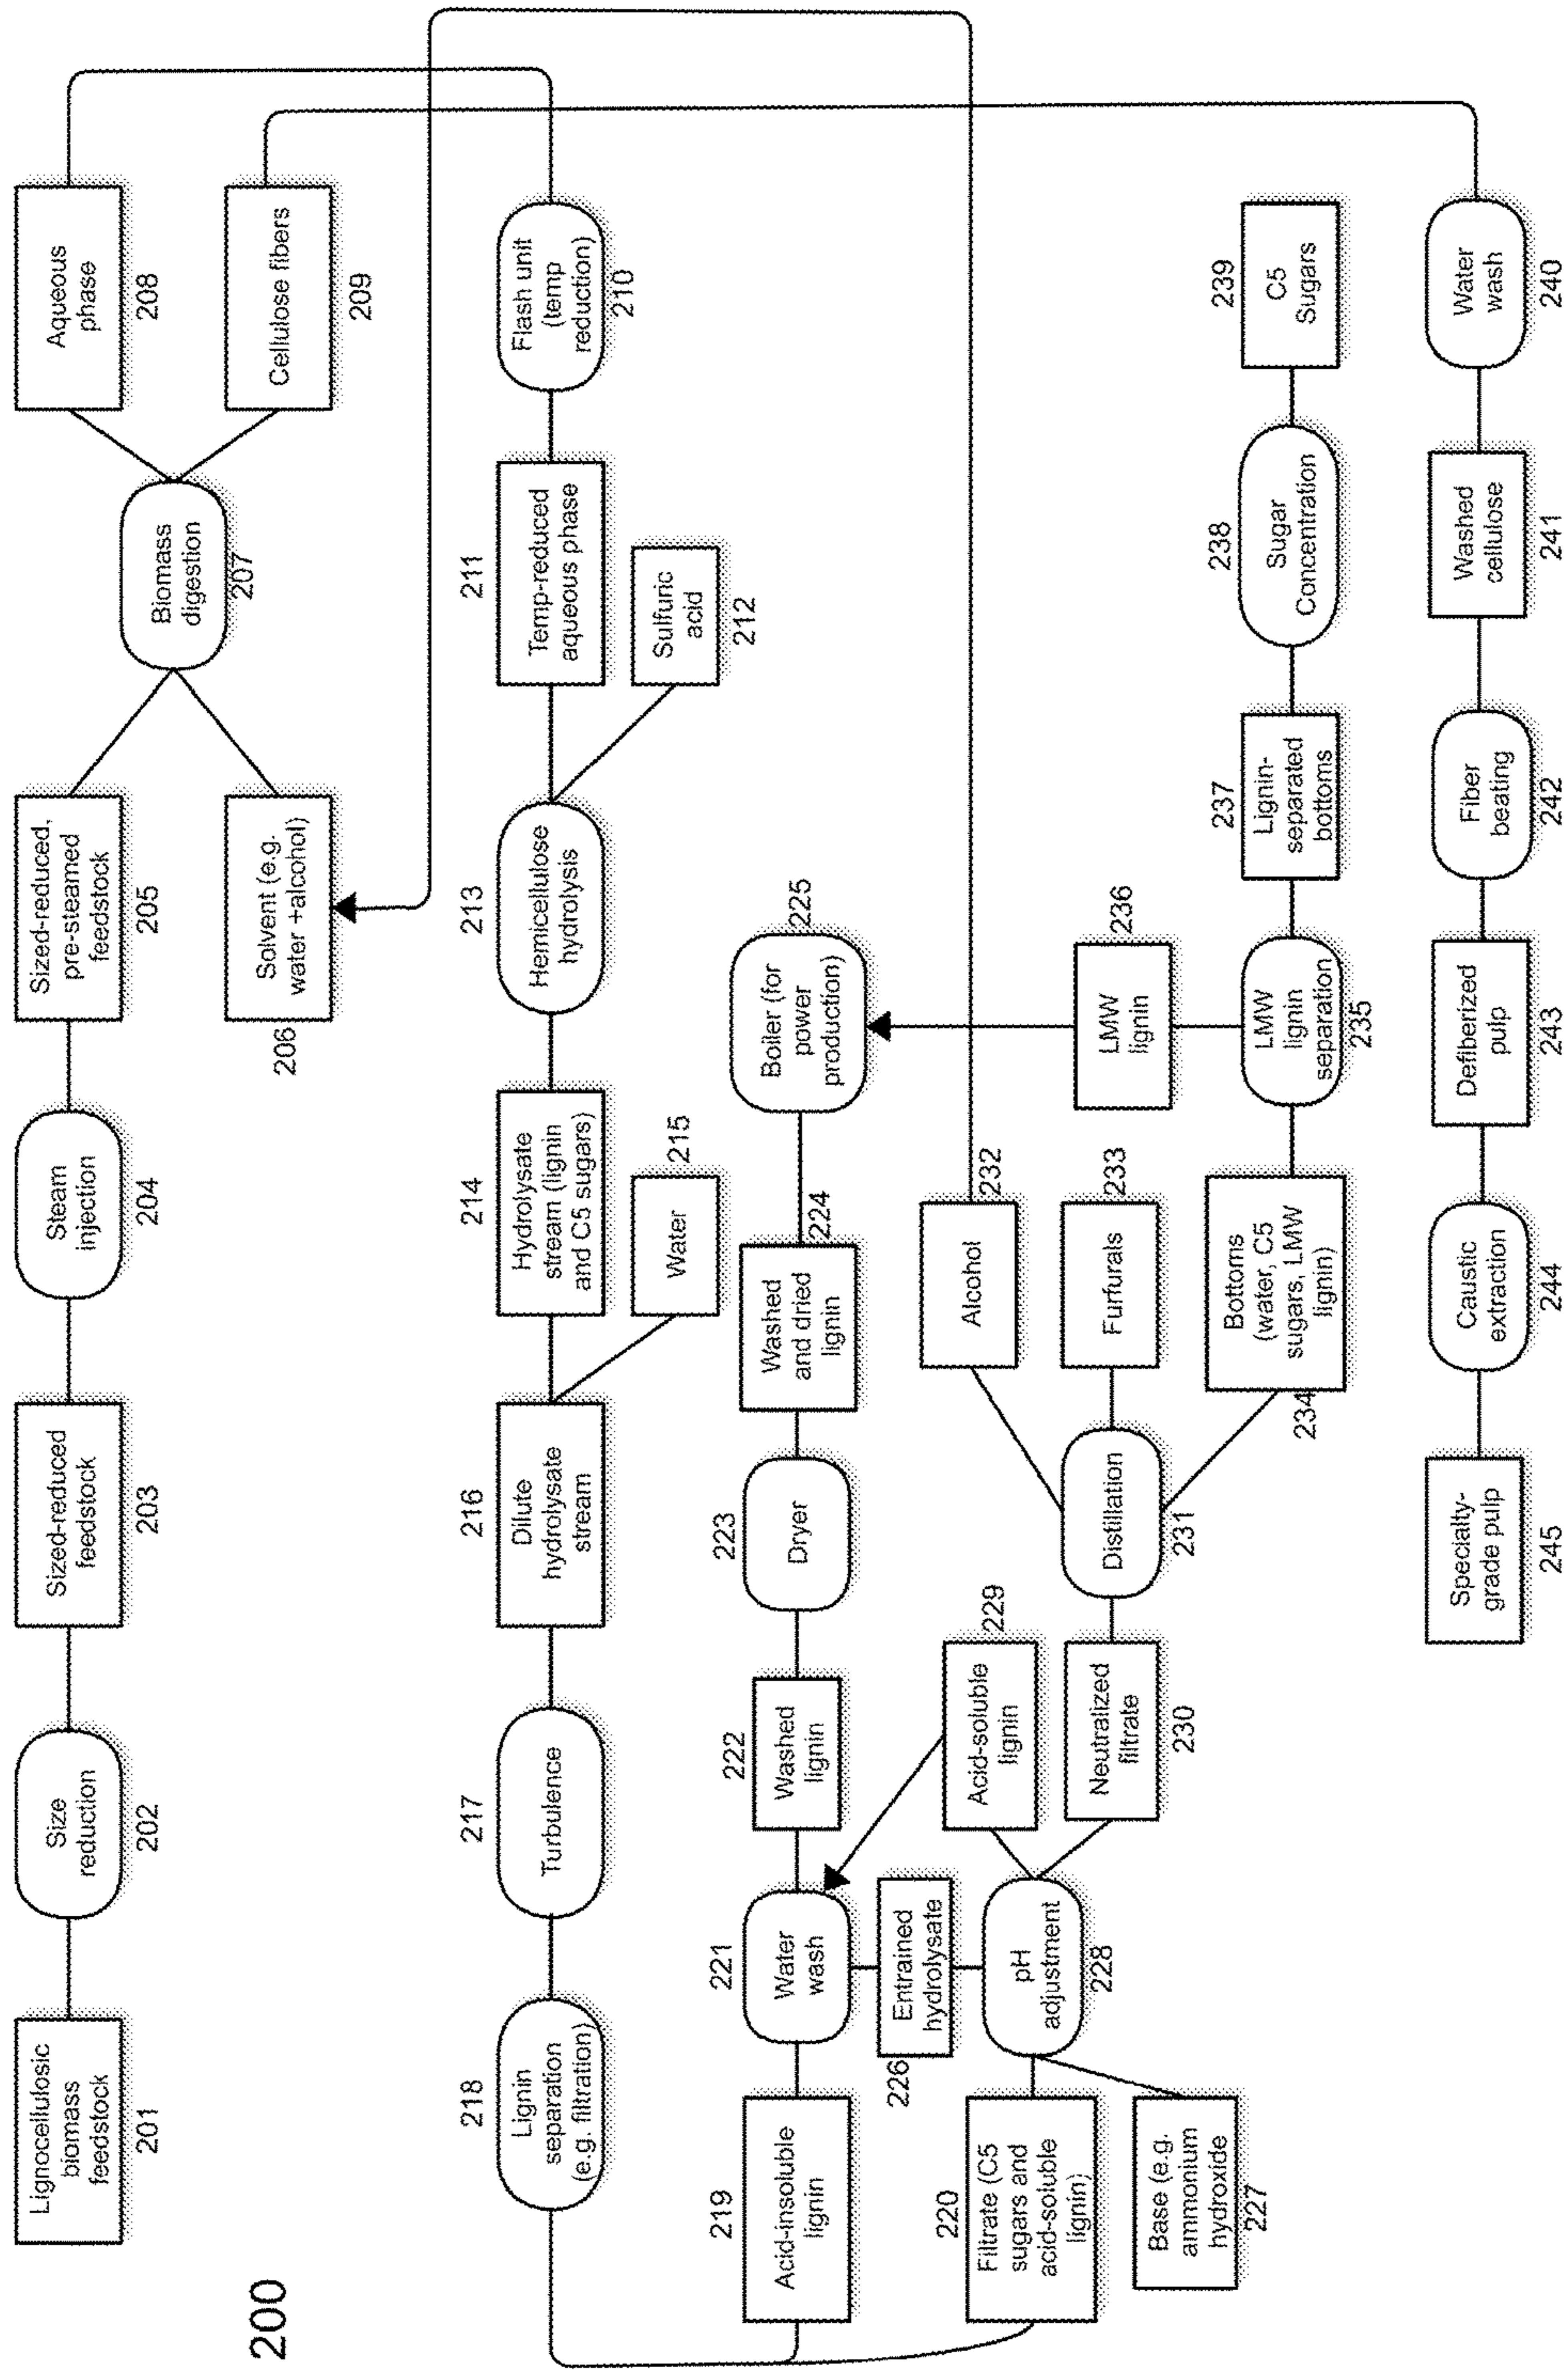 200
Lignocellulosic
biomass
feedstock
201
Size
reduction
202
Sized-reduced
feedstock
203
Steam
injection
204
Sized-reduced,
pre-steamed
feedstock
205
Solvent (e.g.
water +alcohol)
206
Biomass
digestion
207
Aqueous
phase
208
Cellulose fibers
209
Flash unit
(temp
reduction)
210
211
Temp-reduced
aqueous phase
Sulfuric
acid
212
213
Hemicellulose
hydrolysis
214
Hydrolysate
stream (lignin
and C5 sugars)
215
Water
216
Dilute
hydrolysate
stream
217
Turbulence
218
Lignin
separation
(e.g. filtration)
219
Acid-insoluble
lignin
220
Filtrate (C5
sugars and
acid-soluble
lignin)
221
Water
wash
222
Washed
lignin
223
Dryer
224
Washed
and dried
lignin
225
Boiler (for
power
production)
226
Entrained
hydrolysate
Base (e.g.
ammonium
hydroxide
227
pH
adjustment
228
229
Acid-soluble
lignin
Neutralized
filtrate
230
Distillation
231
232
Alcohol
233
Furfurals
Bottoms
(water, C5
sugars, LMW
lignin)
234
LMW
lignin
separation
235
236
LMW
lignin
237
Lignin-
separated
bottoms
238
Sugar
Concentration
239
C5
Sugars
Water
wash
240
Washed
cellulose
241
Fiber
beating
242
Defiberized
pulp
243
Caustic
extraction
244
Specialty-
grade pulp
245